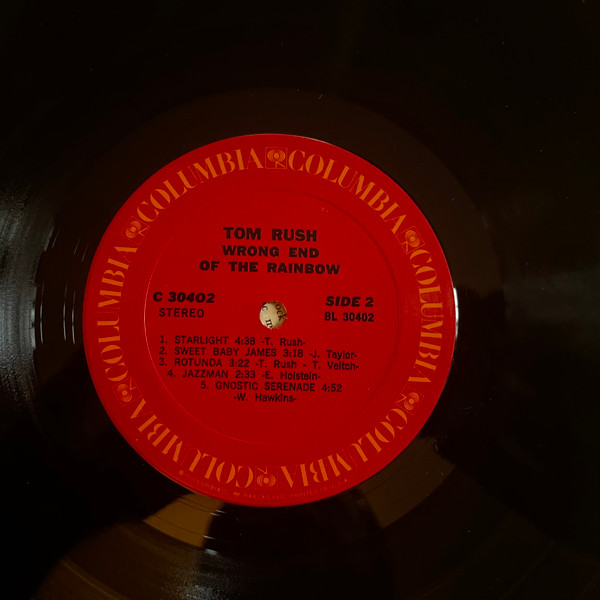 COLUMBIA COLUMBIA COLUMBIA COLUMBIA COLUMBIA COLUMBIA
TOM RUSH
WRONG END
OF THE RAINBOW
C 30402 SIDE 2
STEREO BL 30402
1. STARLIGHT 4:38 -T. Rush-
2. SWEET BABY JAMES 3:18 -J. Taylor-
3. ROTUNDA 3:22 -T. Rush - T. Veitch-
4. JAZZMAN 2:33 -E. Holstein-
5. GNOSTIC SERENADE 4:52
-W. Hawkins-